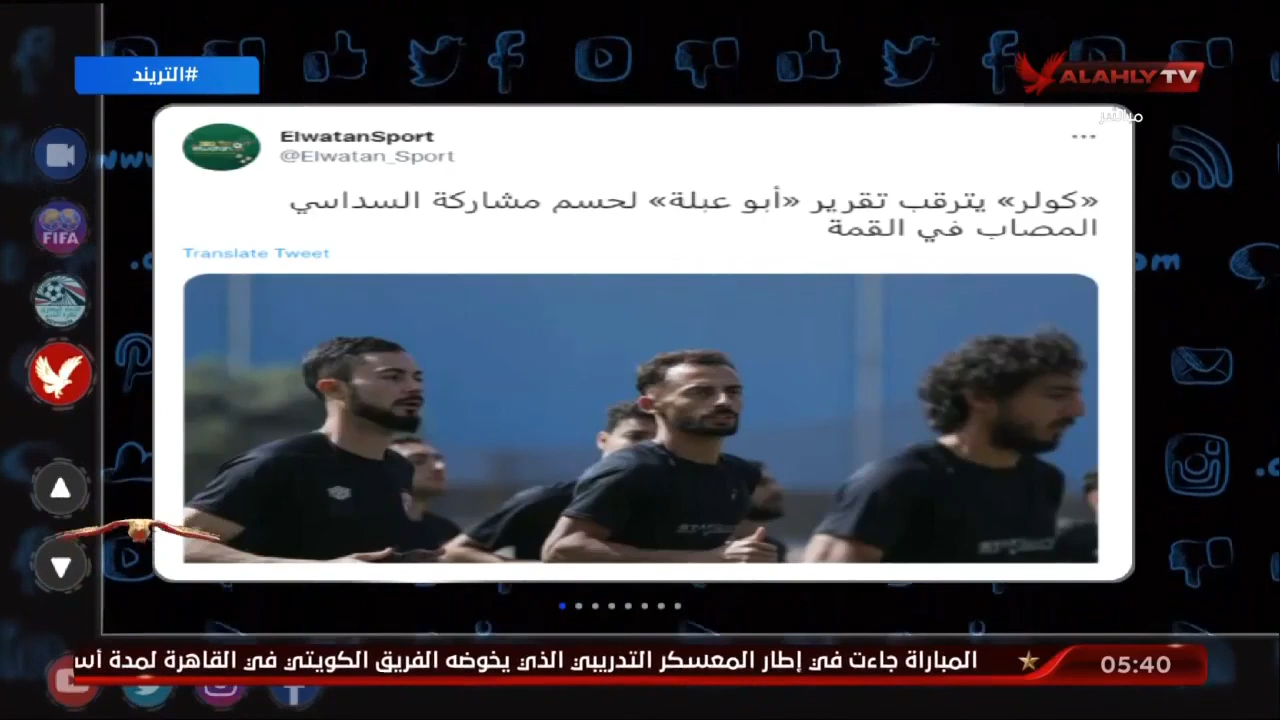 #التريند
ALAHLY TV
مباشر
ElwatanSport
@Elwatan_Sport
«كولر» يترقب تقرير «أبو عبلة» لحسم مشاركة السداسي
المصاب في القمة
Translate Tweet
FIFA
المباراة جاءت في إطار المعسكر التدريبي الذي يخوضه الفريق الكويتي في القاهرة لمدة أس
05:40